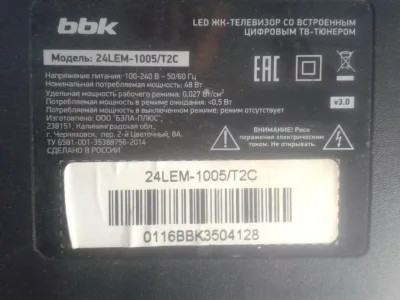 bbk
LED ЖК-ТЕЛЕВИЗОР СО ВСТРОЕННЫМ
ЦИФРОВЫМ ТВ-ТЮНЕРОМ
Модель: 24LEM-1005/T2C
Напряжение питания: 100-240 В ~ 50/60 Гц
Номинальная потребляемая мощность: 48 Вт
Удельная мощность рабочего режима: 0,027 Вт/см²
Потребляемая мощность в режиме ожидания: <0,5 Вт
Потребляемая мощность в выключенном режиме: режим отсутствует
Изготовлено: ООО "БЭЛА-ПЛЮС",
238151, Калининградская обл.,
г. Черняховск, пер. 2-й Цветочный, 8А.
ТУ 6581-001-35388756-2014
СДЕЛАНО В РОССИИ
EAC
v3.0
ВНИМАНИЕ! Риск
поражения электрическим
током. Не открывать.
24LEM-1005/T2C
0116BBK3504128